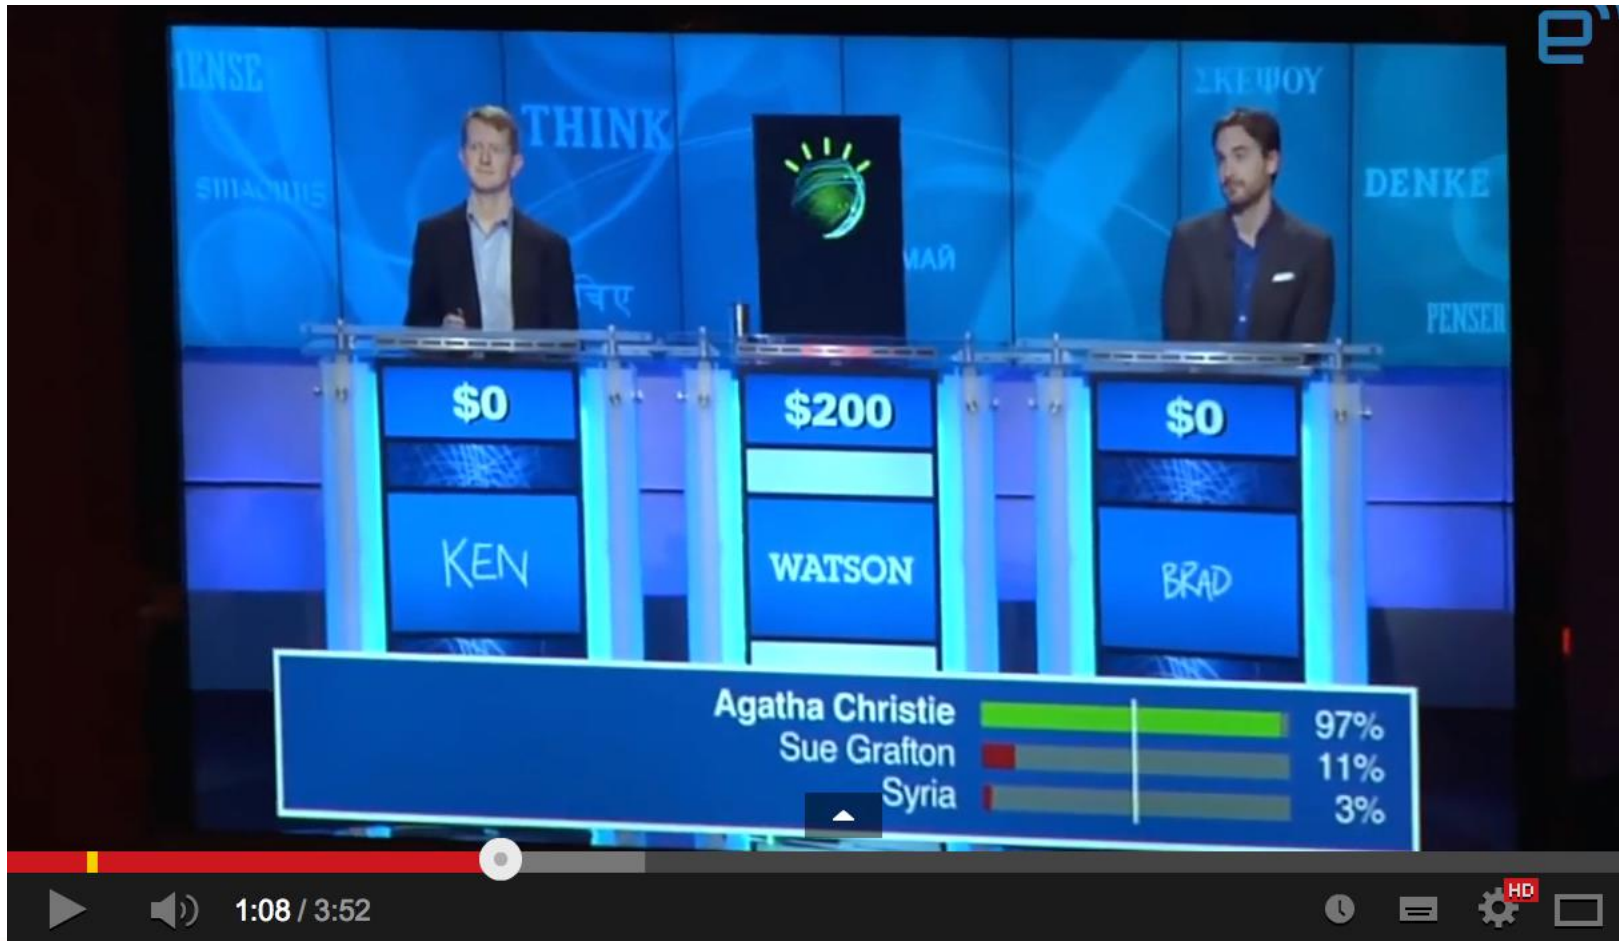 THINK
ΣΚΕΨΟΥ
DENKE
МАЙ
PENSER
$0
$200
$0
KEN
WATSON
BRAD
Agatha Christie 97%
Sue Grafton 11%
Syria 3%
1:08 / 3:52
HD